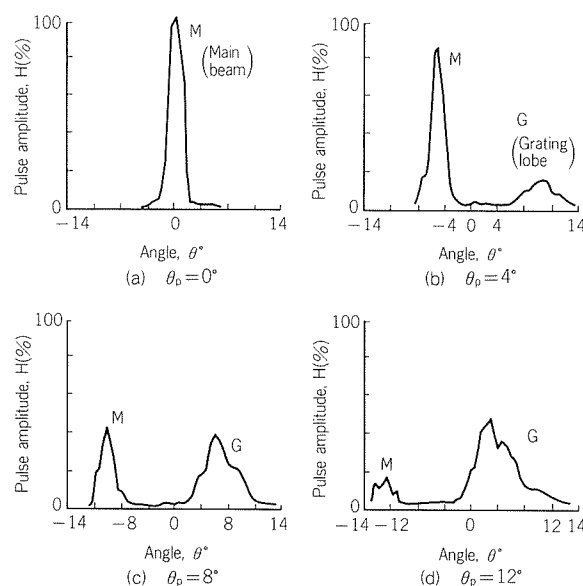 100
M
(Main
beam)
Pulse amplitude, H(%)
0
−14
0
14
Angle, θ°
(a) θp=0°
100
M
G
(Grating
lobe)
Pulse amplitude, H(%)
0
−14
−4
0
4
14
Angle, θ°
(b) θp=4°
100
M
G
Pulse amplitude, H(%)
0
−14
−8
0
8
14
Angle, θ°
(c) θp=8°
100
M
G
Pulse amplitude, H(%)
0
−14
−12
0
12
14
Angle, θ°
(d) θp=12°